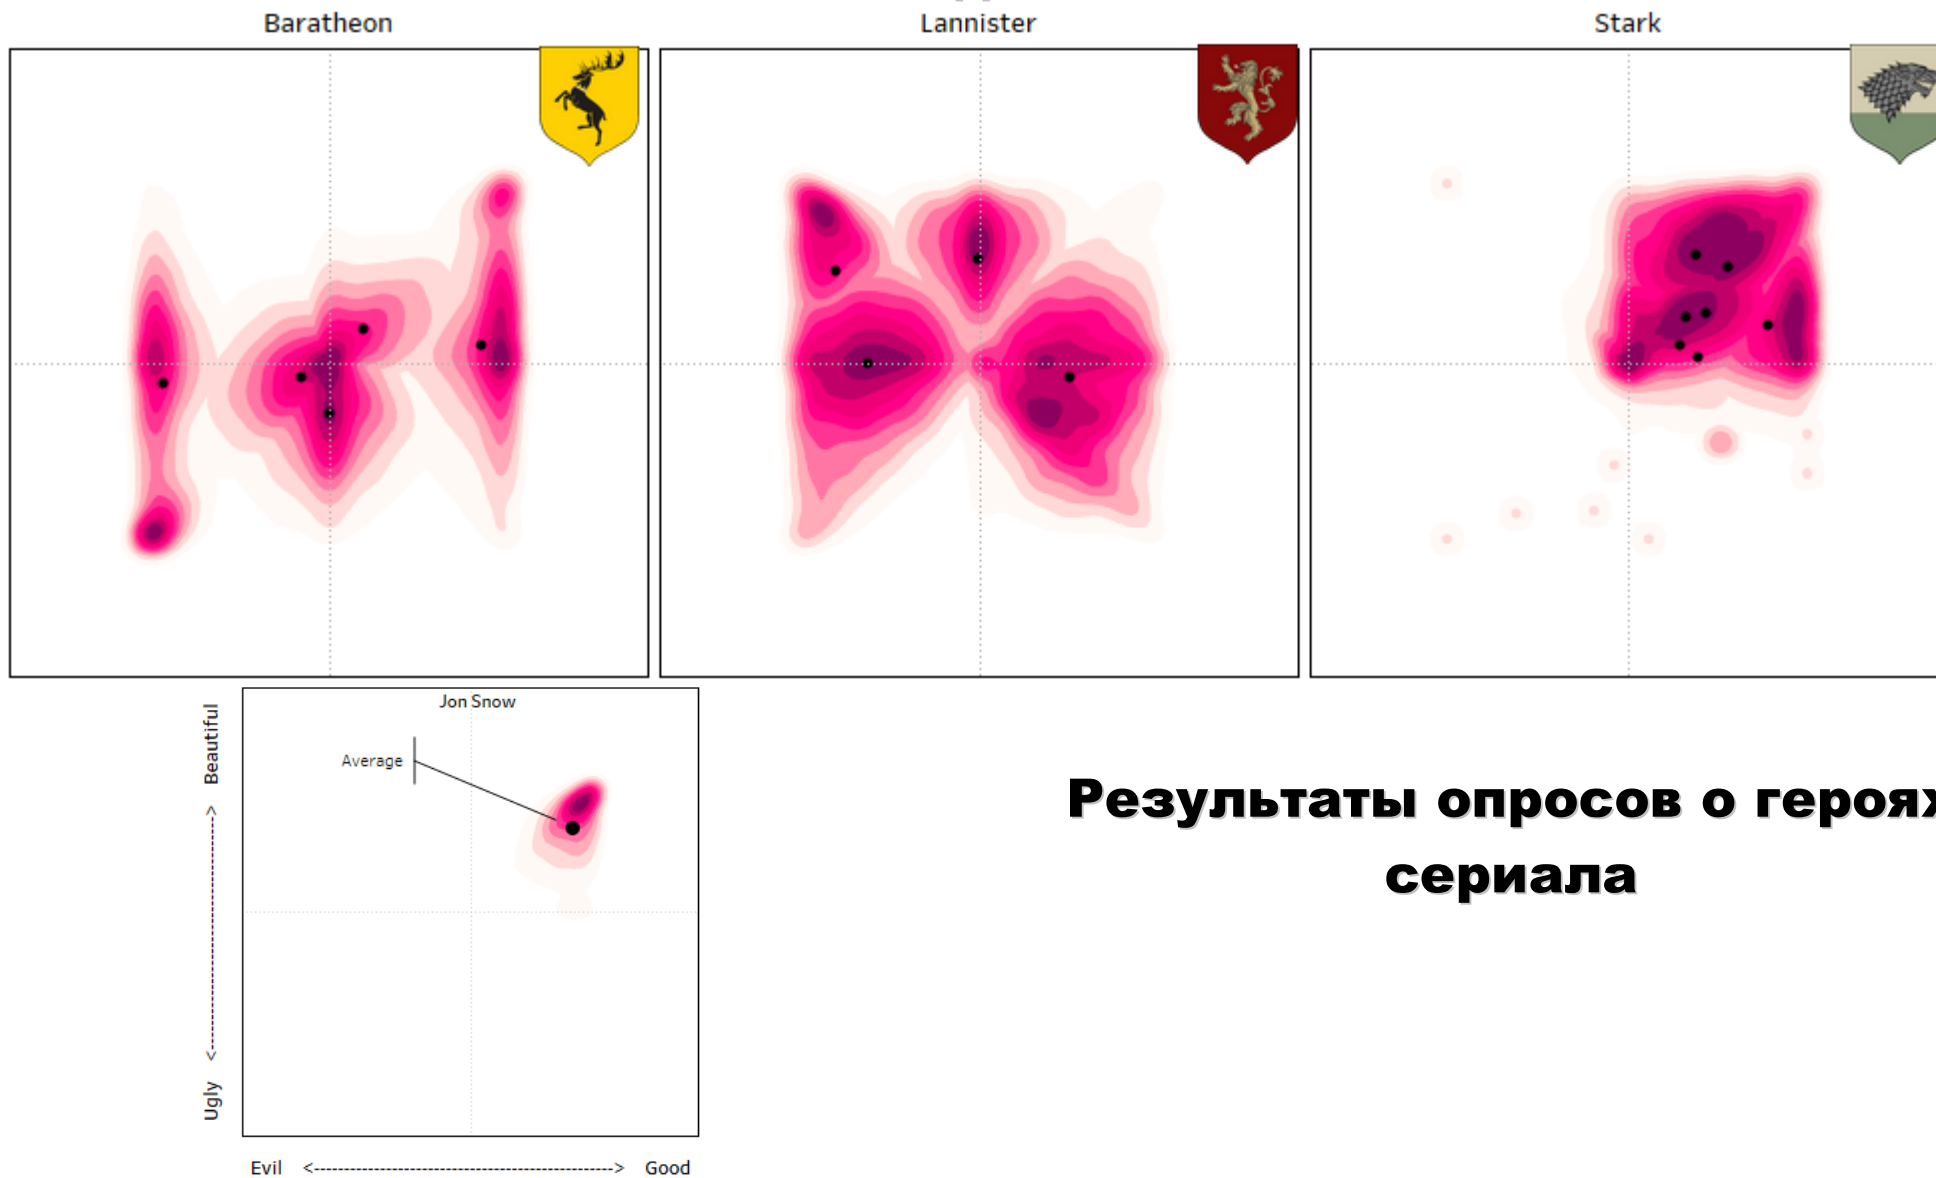 Baratheon
Lannister
Stark
Jon Snow
Average
Beautiful
Ugly
Evil <---------------------------------------------------> Good
Результаты опросов о героях
сериала